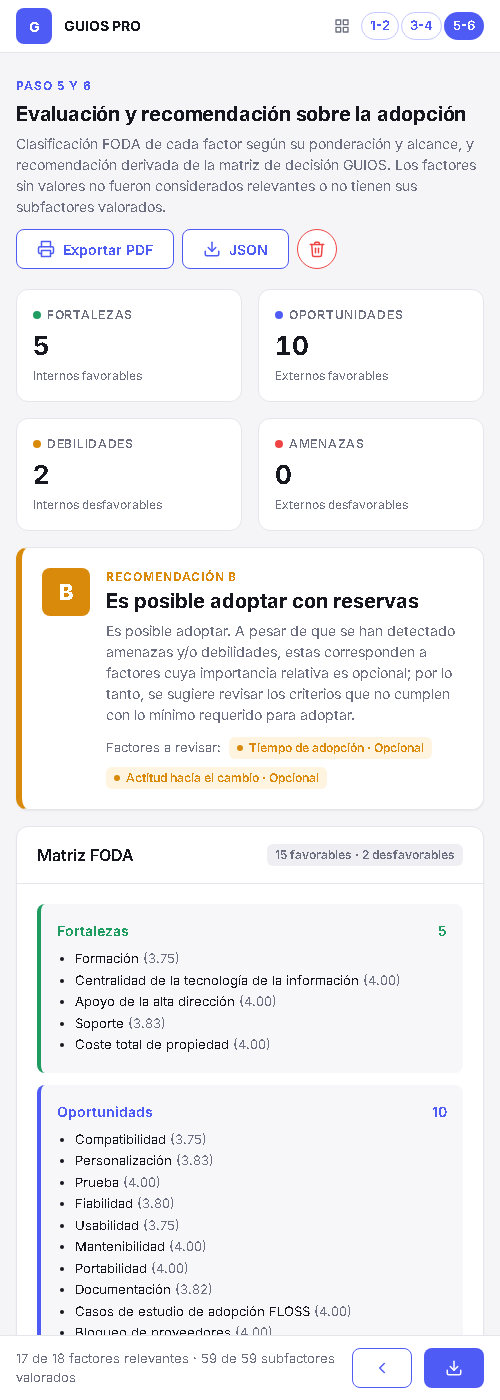 G GUIOS PRO 1-2 3-4 5-6
PASO 5 Y 6
Evaluación y recomendación sobre la adopción
Clasificación FODA de cada factor según su ponderación y alcance, y
recomendación derivada de la matriz de decisión GUIOS. Los factores
sin valores no fueron considerados relevantes o no tienen sus
subfactores valorados.
Exportar PDF JSON
FORTALEZAS
5
Internos favorables
OPORTUNIDADES
10
Externos favorables
DEBILIDADES
2
Internos desfavorables
AMENAZAS
0
Externos desfavorables
B
RECOMENDACIÓN B
Es posible adoptar con reservas
Es posible adoptar. A pesar de que se han detectado
amenazas y/o debilidades, estas corresponden a
factores cuya importancia relativa es opcional; por lo
tanto, se sugiere revisar los criterios que no cumplen
con lo mínimo requerido para adoptar.
Factores a revisar: Tiempo de adopción · Opcional
Actitud hacia el cambio · Opcional
Matriz FODA 15 favorables · 2 desfavorables
Fortalezas 5
Formación (3.75)
Centralidad de la tecnología de la información (4.00)
Apoyo de la alta dirección (4.00)
Soporte (3.83)
Coste total de propiedad (4.00)
Oportunidads 10
Compatibilidad (3.75)
Personalización (3.83)
Prueba (4.00)
Fiabilidad (3.80)
Usabilidad (3.75)
Mantenibilidad (4.00)
Portabilidad (4.00)
Documentación (3.82)
Casos de estudio de adopción FLOSS (4.00)
Bloqueo de proveedores (4.00)
17 de 18 factores relevantes · 59 de 59 subfactores
valorados